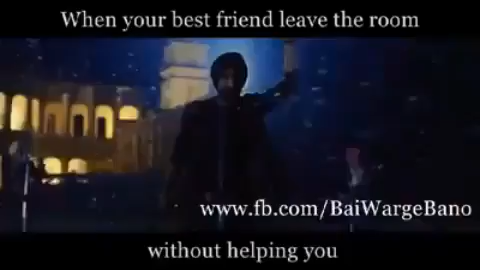 When your best friend leave the room
www.fb.com/BaiWargeBano
without helping you